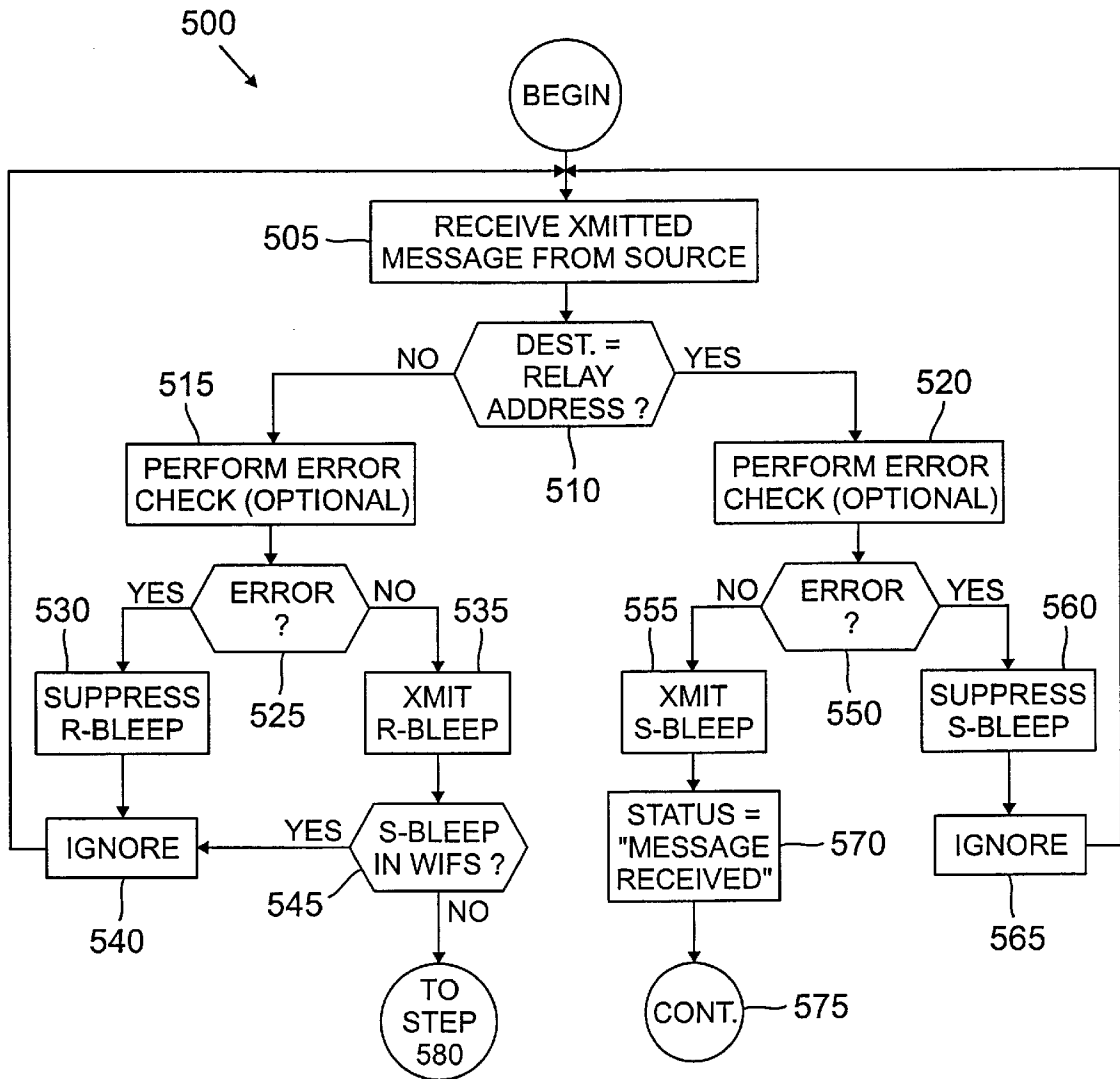 500
BEGIN
505
RECEIVE XMITTED
MESSAGE FROM SOURCE
NO
DEST. =
RELAY
ADDRESS ?
YES
510
515
PERFORM ERROR
CHECK (OPTIONAL)
520
PERFORM ERROR
CHECK (OPTIONAL)
YES
ERROR
?
NO
525
530
SUPPRESS
R-BLEEP
535
XMIT
R-BLEEP
NO
ERROR
?
YES
550
555
XMIT
S-BLEEP
560
SUPPRESS
S-BLEEP
IGNORE
540
YES
S-BLEEP
IN WIFS ?
545
NO
STATUS =
"MESSAGE
RECEIVED"
570
IGNORE
565
TO
STEP
580
CONT.
575